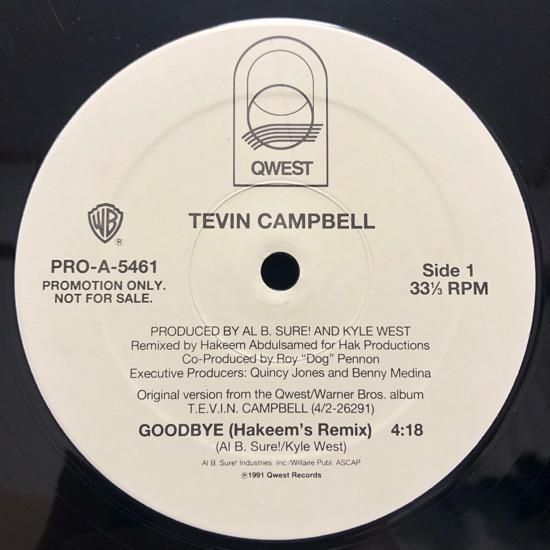 QWEST
TEVIN CAMPBELL
WB
®
PRO-A-5461
PROMOTION ONLY.
NOT FOR SALE.
Side 1
33⅓ RPM
PRODUCED BY AL B. SURE! AND KYLE WEST
Remixed by Hakeem Abdulsamed for Hak Productions
Co-Produced by Roy "Dog" Pennon
Executive Producers: Quincy Jones and Benny Medina
Original version from the Qwest/Warner Bros. album
T.E.V.I.N. CAMPBELL (4/2-26291)
GOODBYE (Hakeem's Remix) 4:18
(Al B. Sure!/Kyle West)
Al B. Sure! Industries, Inc./Willaire Publ. ASCAP
℗1991 Qwest Records